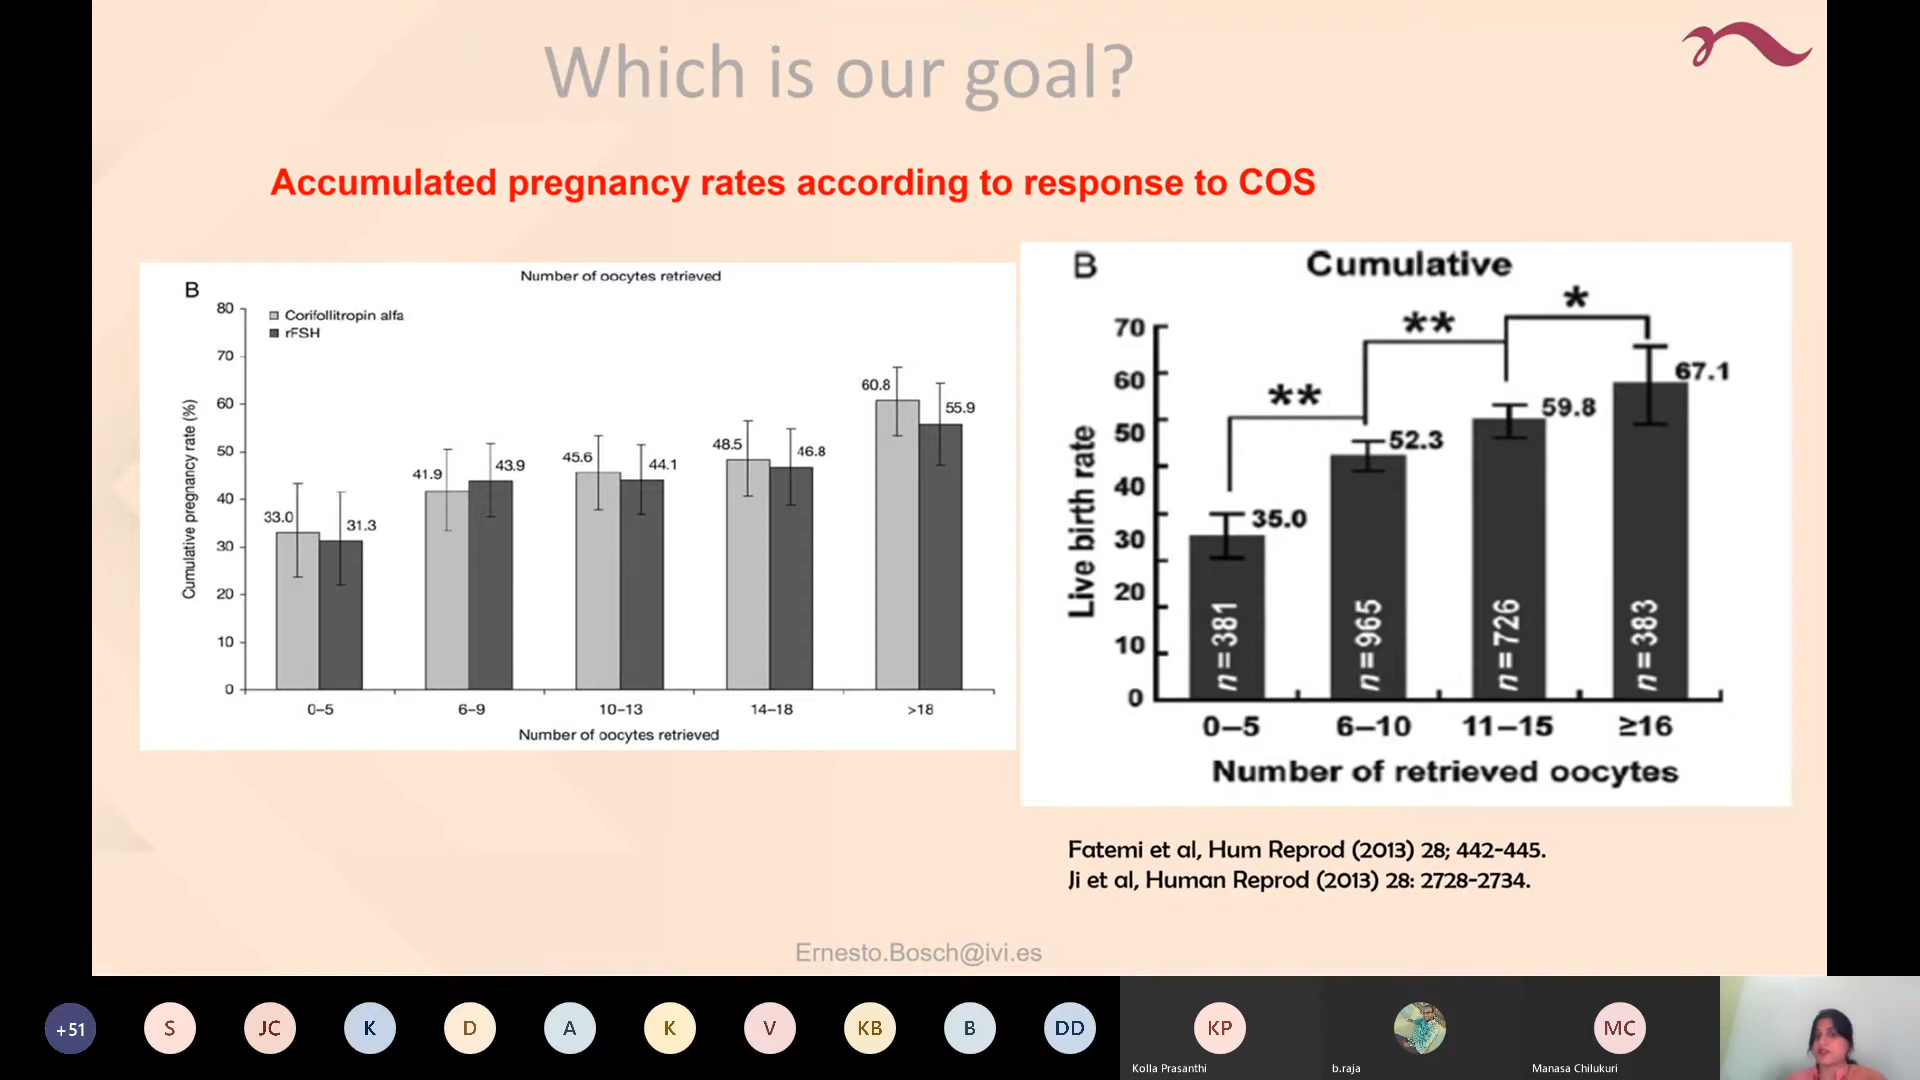 Which is our goal?
Accumulated pregnancy rates according to response to COS
Number of oocytes retrieved
B
Corifollitropin alfa
rFSH
Cumulative pregnancy rate (%)
80
70
60
50
40
30
20
10
0
33.0
31.3
41.9
43.9
45.6
44.1
48.5
46.8
60.8
55.9
0–5
6–9
10–13
14–18
>18
Number of oocytes retrieved
B
Cumulative
Live birth rate
70
60
50
40
30
20
10
0
**
**
*
35.0
52.3
59.8
67.1
n=381
n=965
n=726
n=383
0–5
6–10
11–15
≥16
Number of retrieved oocytes
Fatemi et al, Hum Reprod (2013) 28; 442-445.
Ji et al, Human Reprod (2013) 28: 2728-2734.
Ernesto.Bosch@ivi.es
+51
S
JC
K
D
A
K
V
KB
B
DD
KP
MC
Kolla Prasanthi
b.raja
Manasa Chilukuri